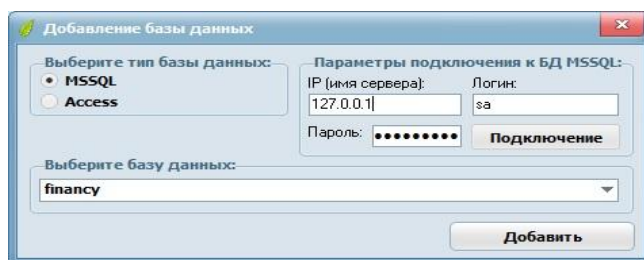 Добавление базы данных
Выберите тип базы данных:
MSSQL
Access
Параметры подключения к БД MSSQL:
IP (имя сервера):
Логин:
127.0.0.1
sa
Пароль:
•••••••••
Подключение
Выберите базу данных:
financy
Добавить